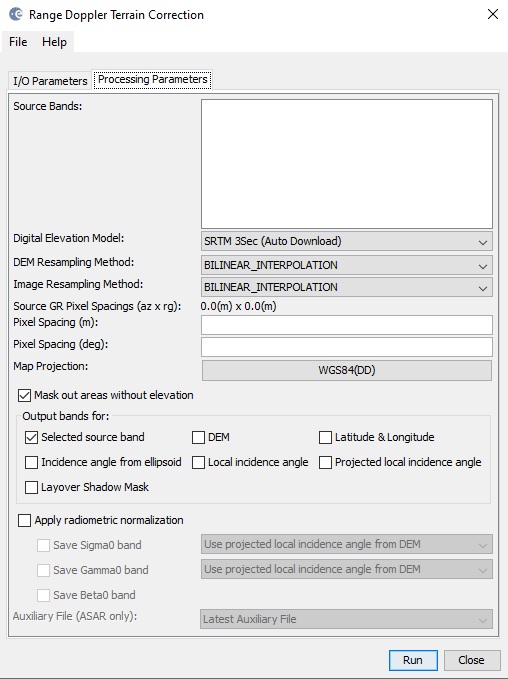 Range Doppler Terrain Correction
File Help
I/O Parameters Processing Parameters
Source Bands:
Digital Elevation Model: SRTM 3Sec (Auto Download)
DEM Resampling Method: BILINEAR_INTERPOLATION
Image Resampling Method: BILINEAR_INTERPOLATION
Source GR Pixel Spacings (az x rg): 0.0(m) x 0.0(m)
Pixel Spacing (m):
Pixel Spacing (deg):
Map Projection: WGS84(DD)
Mask out areas without elevation
Output bands for:
Selected source band DEM Latitude & Longitude
Incidence angle from ellipsoid Local incidence angle Projected local incidence angle
Layover Shadow Mask
Apply radiometric normalization
Save Sigma0 band Use projected local incidence angle from DEM
Save Gamma0 band Use projected local incidence angle from DEM
Save Beta0 band
Auxiliary File (ASAR only): Latest Auxiliary File
Run Close